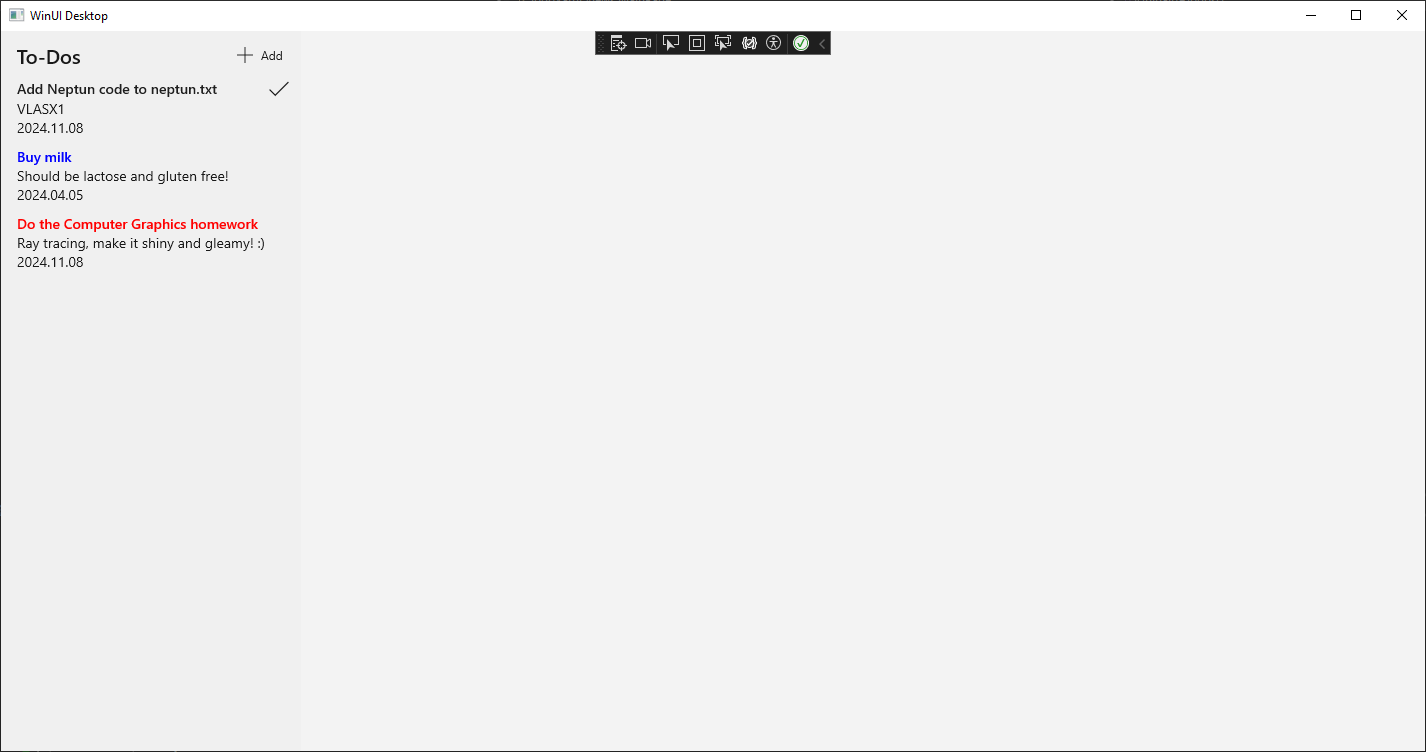 WinUI Desktop
To-Dos
Add
Add Neptun code to neptun.txt
VLASX1
2024.11.08
Buy milk
Should be lactose and gluten free!
2024.04.05
Do the Computer Graphics homework
Ray tracing, make it shiny and gleamy! :)
2024.11.08